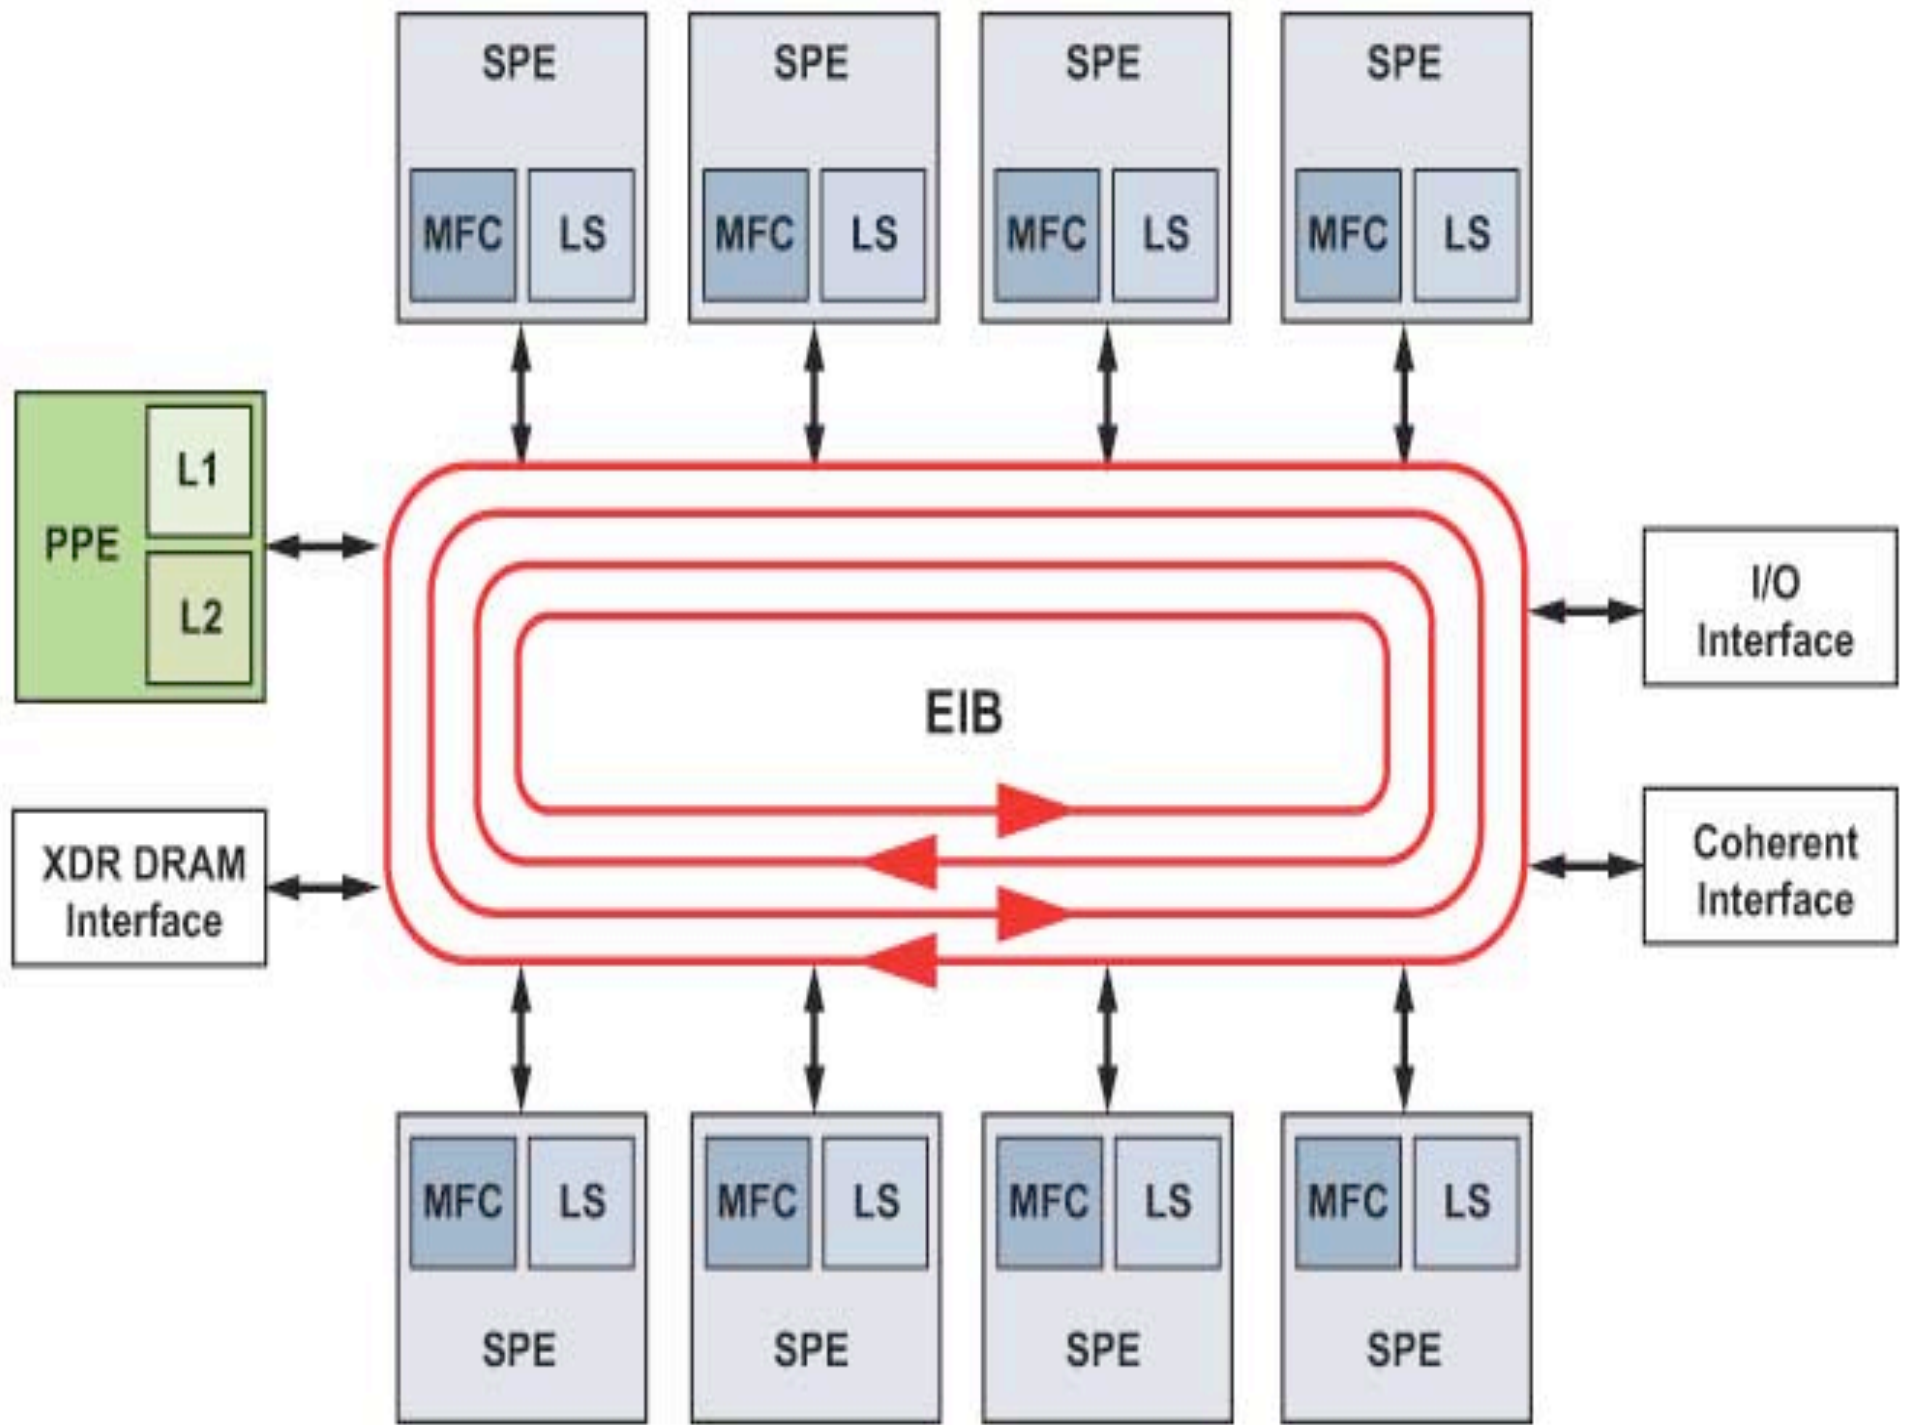 SPE
SPE
SPE
SPE
MFC LS
MFC LS
MFC LS
MFC LS
PPE
L1
L2
I/O
Interface
EIB
XDR DRAM
Interface
Coherent
Interface
MFC LS
MFC LS
MFC LS
MFC LS
SPE
SPE
SPE
SPE